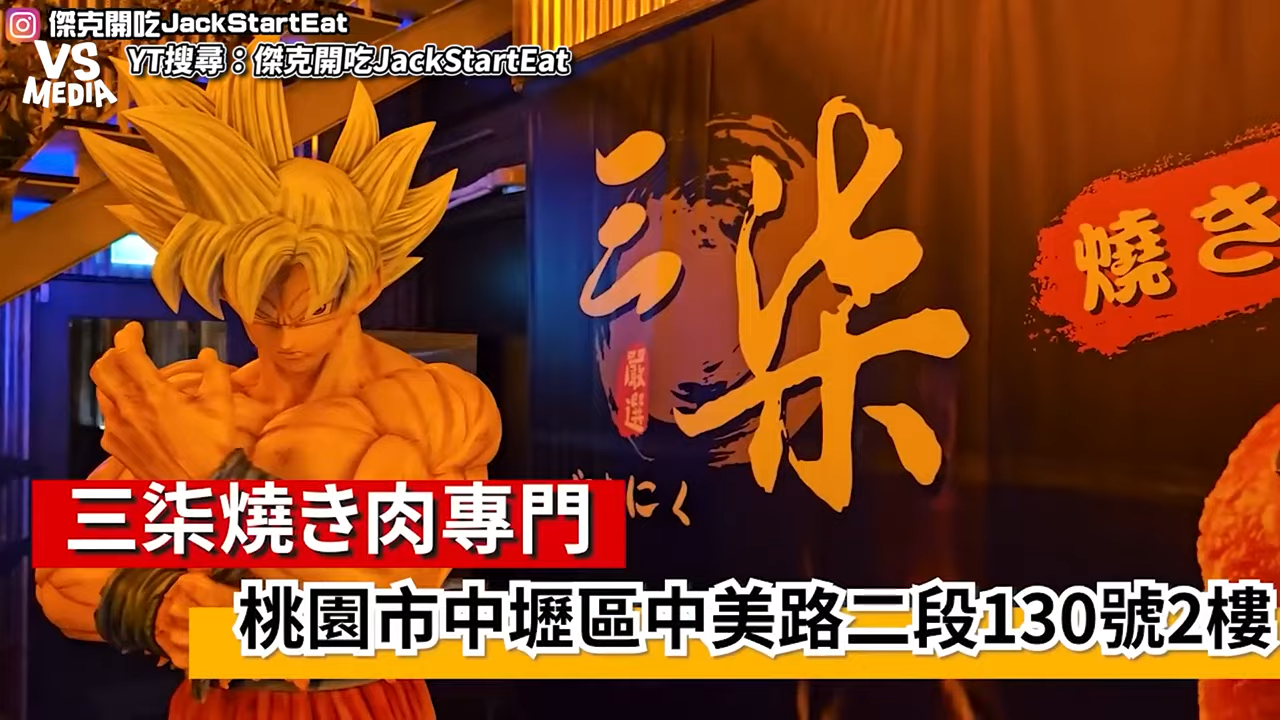 傑克開吃JackStartEat
YT搜尋：傑克開吃JackStartEat
VS
MEDIA
三柒
燒き
嚴選
にく
三柒燒き肉專門
桃園市中壢區中美路二段130號2樓